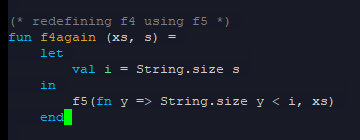 (* redefining f4 using f5 *)
fun f4again (xs, s) =
    let
        val i = String.size s
    in
        f5(fn y => String.size y < i, xs)
    end